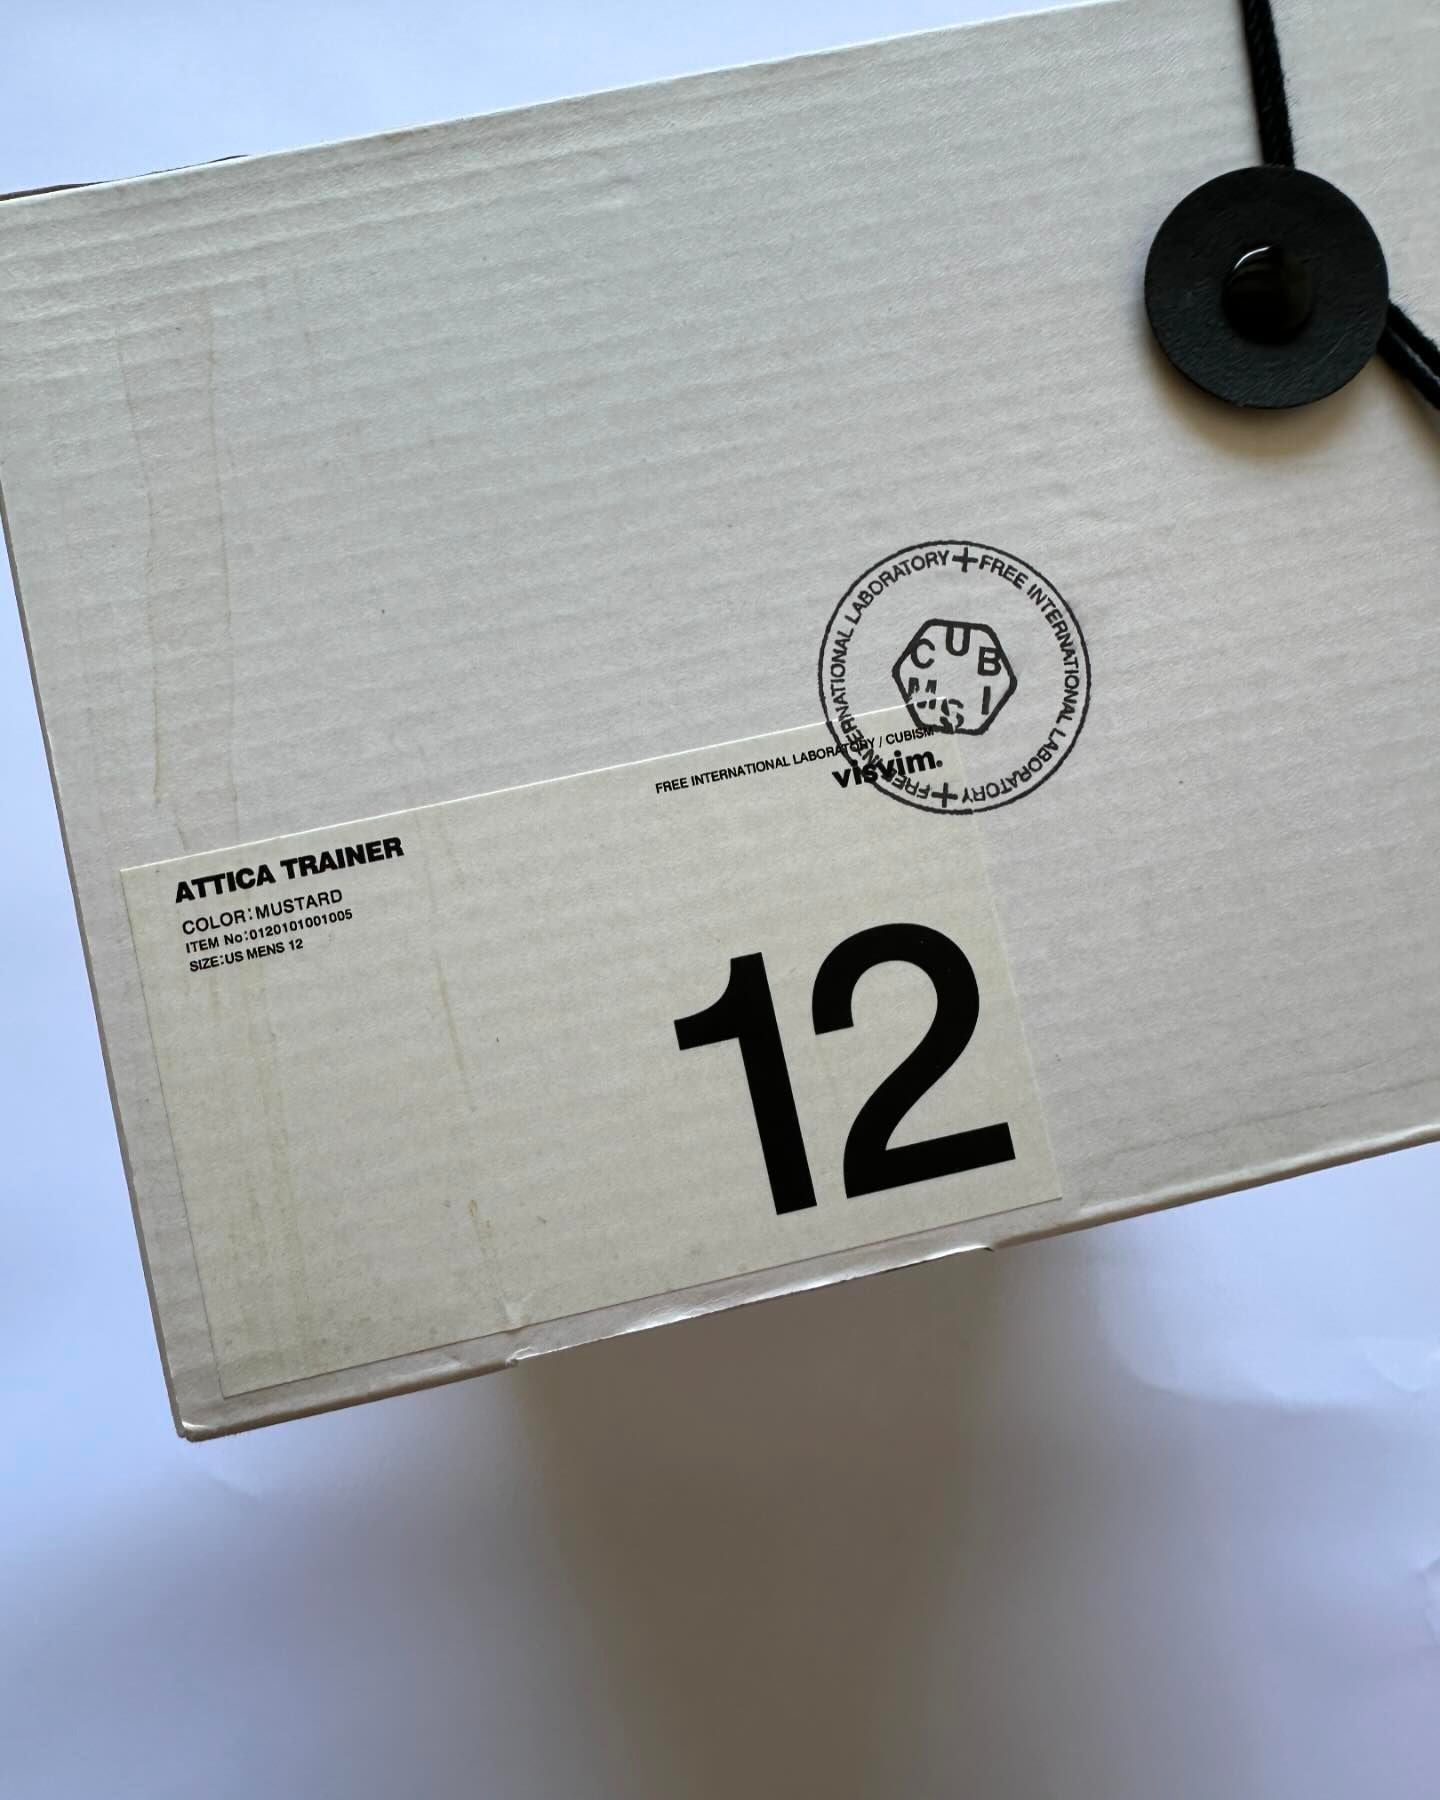 FREE INTERNATIONAL LABORATORY + FREE INTERNATIONAL LABORATORY +
CUBISM
FREE INTERNATIONAL LABORATORY / CUBISM
visvim.
ATTICA TRAINER
COLOR:MUSTARD
ITEM No:0120101001005
SIZE:US MENS 12
12